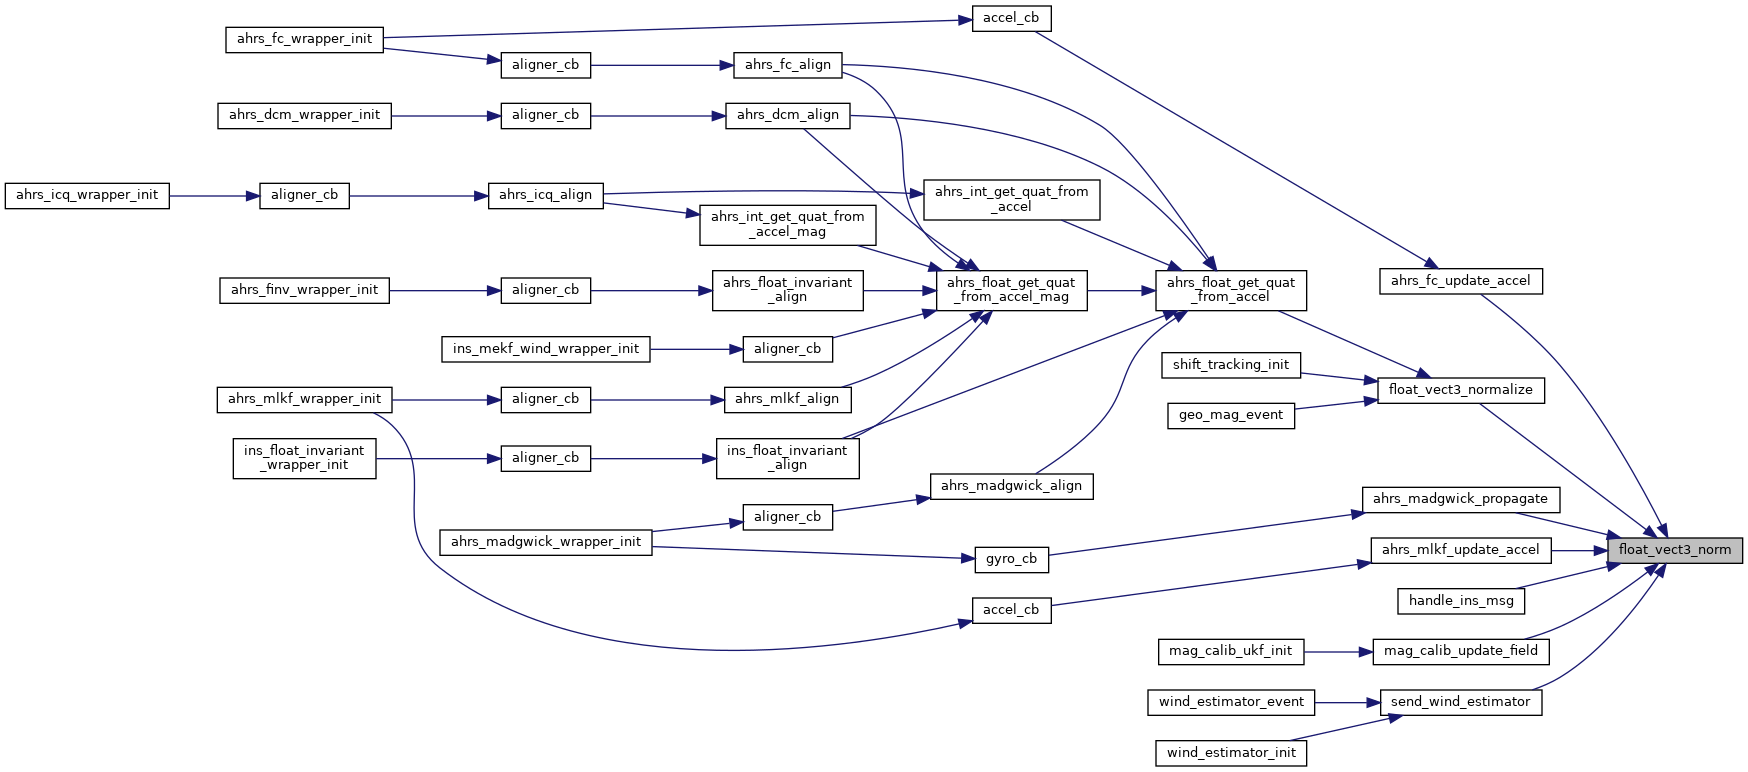 accel_cb
ahrs_fc_wrapper_init
aligner_cb
ahrs_fc_align
ahrs_dcm_wrapper_init
aligner_cb
ahrs_dcm_align
ahrs_icq_wrapper_init
aligner_cb
ahrs_icq_align
ahrs_int_get_quat_from
_accel
ahrs_int_get_quat_from
_accel_mag
ahrs_finv_wrapper_init
aligner_cb
ahrs_float_invariant
_align
ahrs_float_get_quat
_from_accel_mag
ahrs_float_get_quat
_from_accel
ahrs_fc_update_accel
ins_mekf_wind_wrapper_init
aligner_cb
shift_tracking_init
float_vect3_normalize
geo_mag_event
ahrs_mlkf_wrapper_init
aligner_cb
ahrs_mlkf_align
ins_float_invariant
_wrapper_init
aligner_cb
ins_float_invariant
_align
ahrs_madgwick_align
ahrs_madgwick_propagate
aligner_cb
ahrs_madgwick_wrapper_init
gyro_cb
ahrs_mlkf_update_accel
float_vect3_norm
accel_cb
handle_ins_msg
mag_calib_ukf_init
mag_calib_update_field
wind_estimator_event
send_wind_estimator
wind_estimator_init